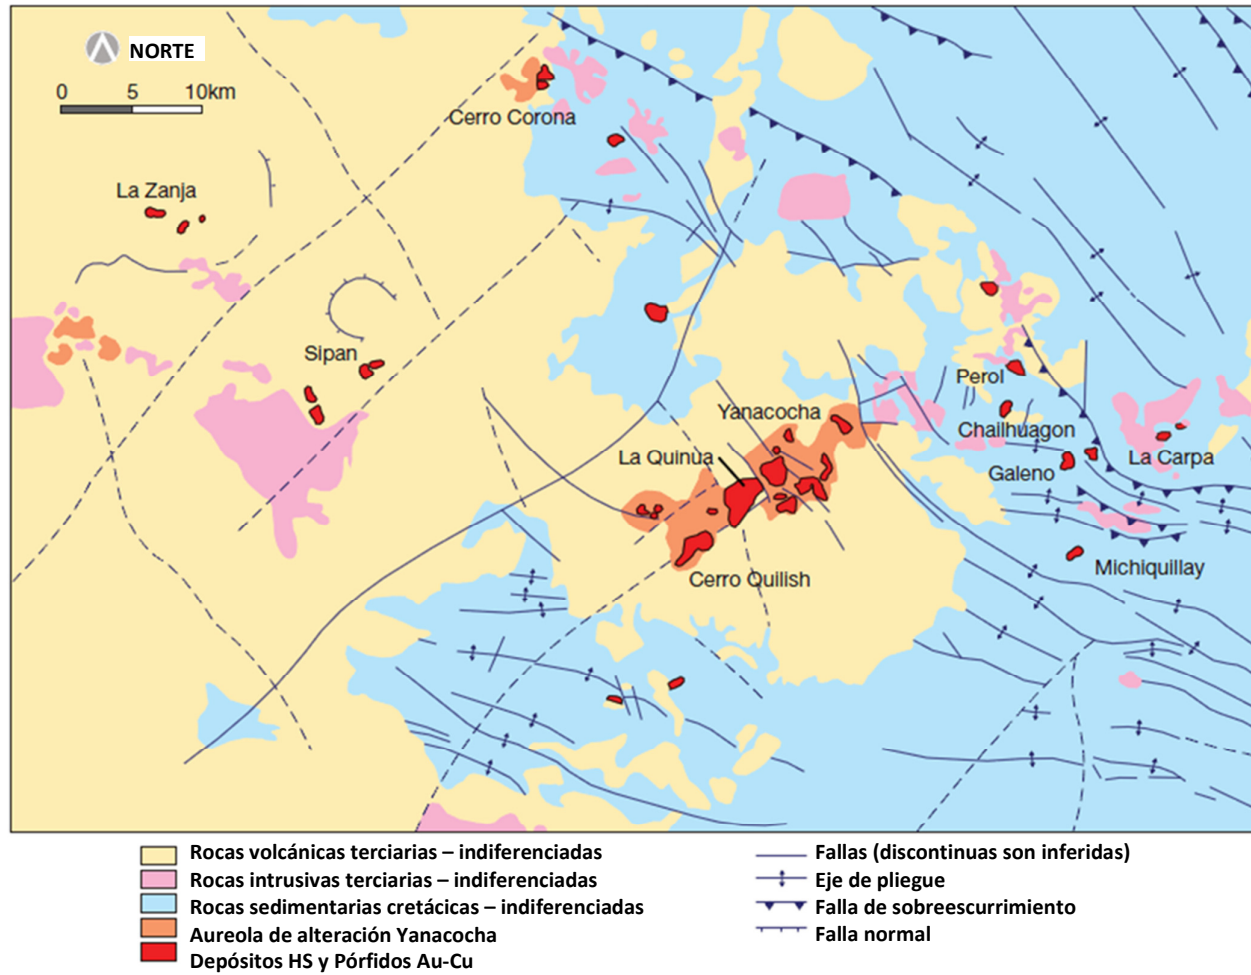 NORTE
0 5 10km
Cerro Corona
La Zanja
Sipan
Perol
Yanacocha
Chailhuagon
La Quinua
La Carpa
Galeno
Michiquillay
Cerro Quilish
Rocas volcánicas terciarias – indiferenciadas
Rocas intrusivas terciarias – indiferenciadas
Rocas sedimentarias cretácicas – indiferenciadas
Aureola de alteración Yanacocha
Depósitos HS y Pórfidos Au-Cu
Fallas (discontinuas son inferidas)
Eje de pliegue
Falla de sobreescurrimiento
Falla normal